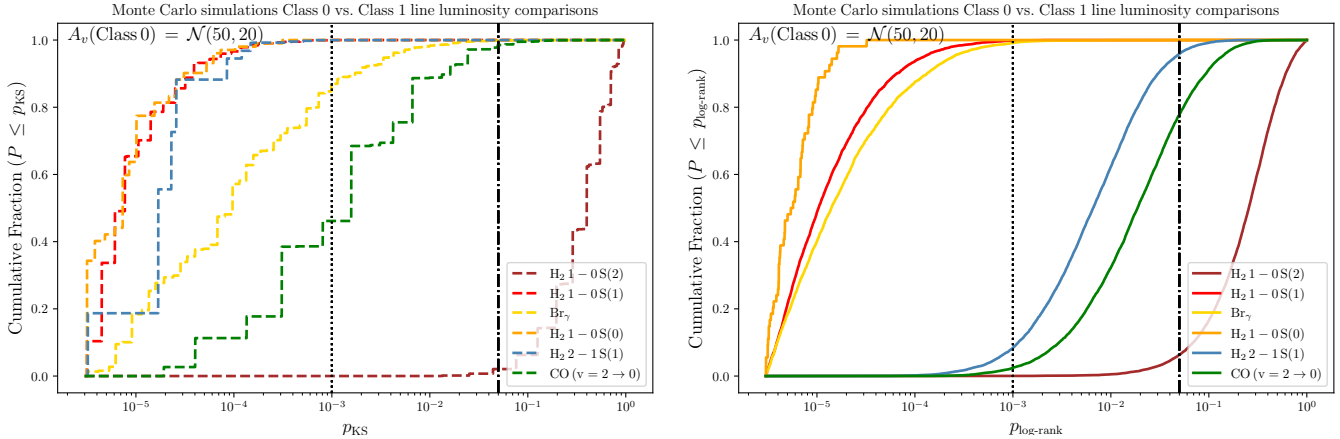 Monte Carlo simulations Class 0 vs. Class 1 line luminosity comparisons
A_v(Class 0) = 𝒩(50, 20)
Cumulative Fraction (P ≤ p_KS)
1.0
0.8
0.6
0.4
0.2
0.0
H₂ 1 − 0 S(2)
H₂ 1 − 0 S(1)
Br_γ
H₂ 1 − 0 S(0)
H₂ 2 − 1 S(1)
CO (v = 2 → 0)
10⁻⁵ 10⁻⁴ 10⁻³ 10⁻² 10⁻¹ 10⁰
p_KS
Monte Carlo simulations Class 0 vs. Class 1 line luminosity comparisons
A_v(Class 0) = 𝒩(50, 20)
Cumulative Fraction (P ≤ p_log-rank)
1.0
0.8
0.6
0.4
0.2
0.0
H₂ 1 − 0 S(2)
H₂ 1 − 0 S(1)
Br_γ
H₂ 1 − 0 S(0)
H₂ 2 − 1 S(1)
CO (v = 2 → 0)
10⁻⁵ 10⁻⁴ 10⁻³ 10⁻² 10⁻¹ 10⁰
p_log-rank